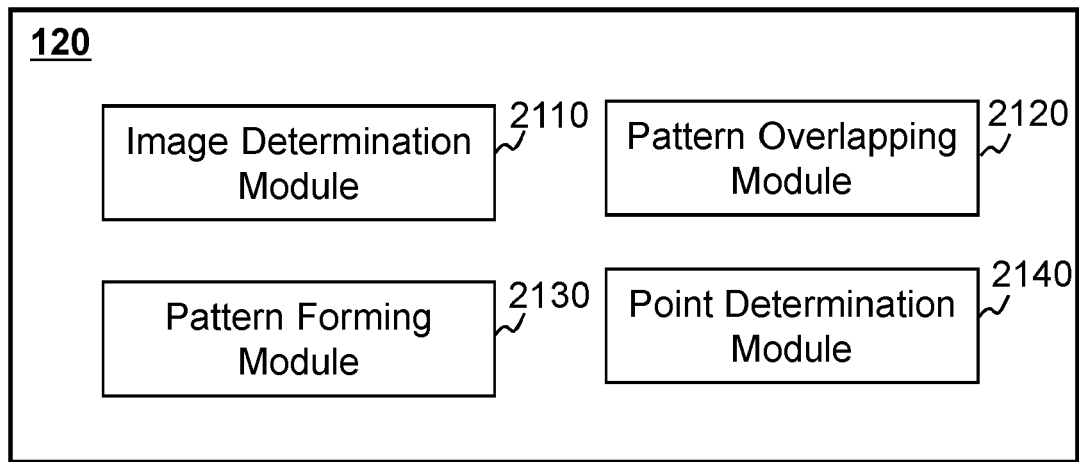 120
Image Determination
Module
2110
Pattern Overlapping
Module
2120
Pattern Forming
Module
2130
Point Determination
Module
2140